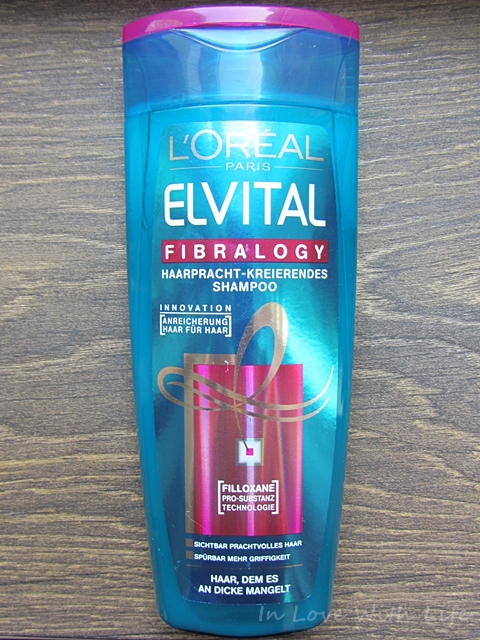 L'ORÉAL
PARIS
ELVITAL
FIBRALOGY
HAARPRACHT-KREIERENDES
SHAMPOO
INNOVATION
[ANREICHERUNG
HAAR FÜR HAAR]
[FILLOXANE
PRO-SUBSTANZ
TECHNOLOGIE]
SICHTBAR PRACHTVOLLES HAAR
SPÜRBAR MEHR GRIFFIGKEIT
HAAR, DEM ES
AN DICKE MANGELT
In Love With Life